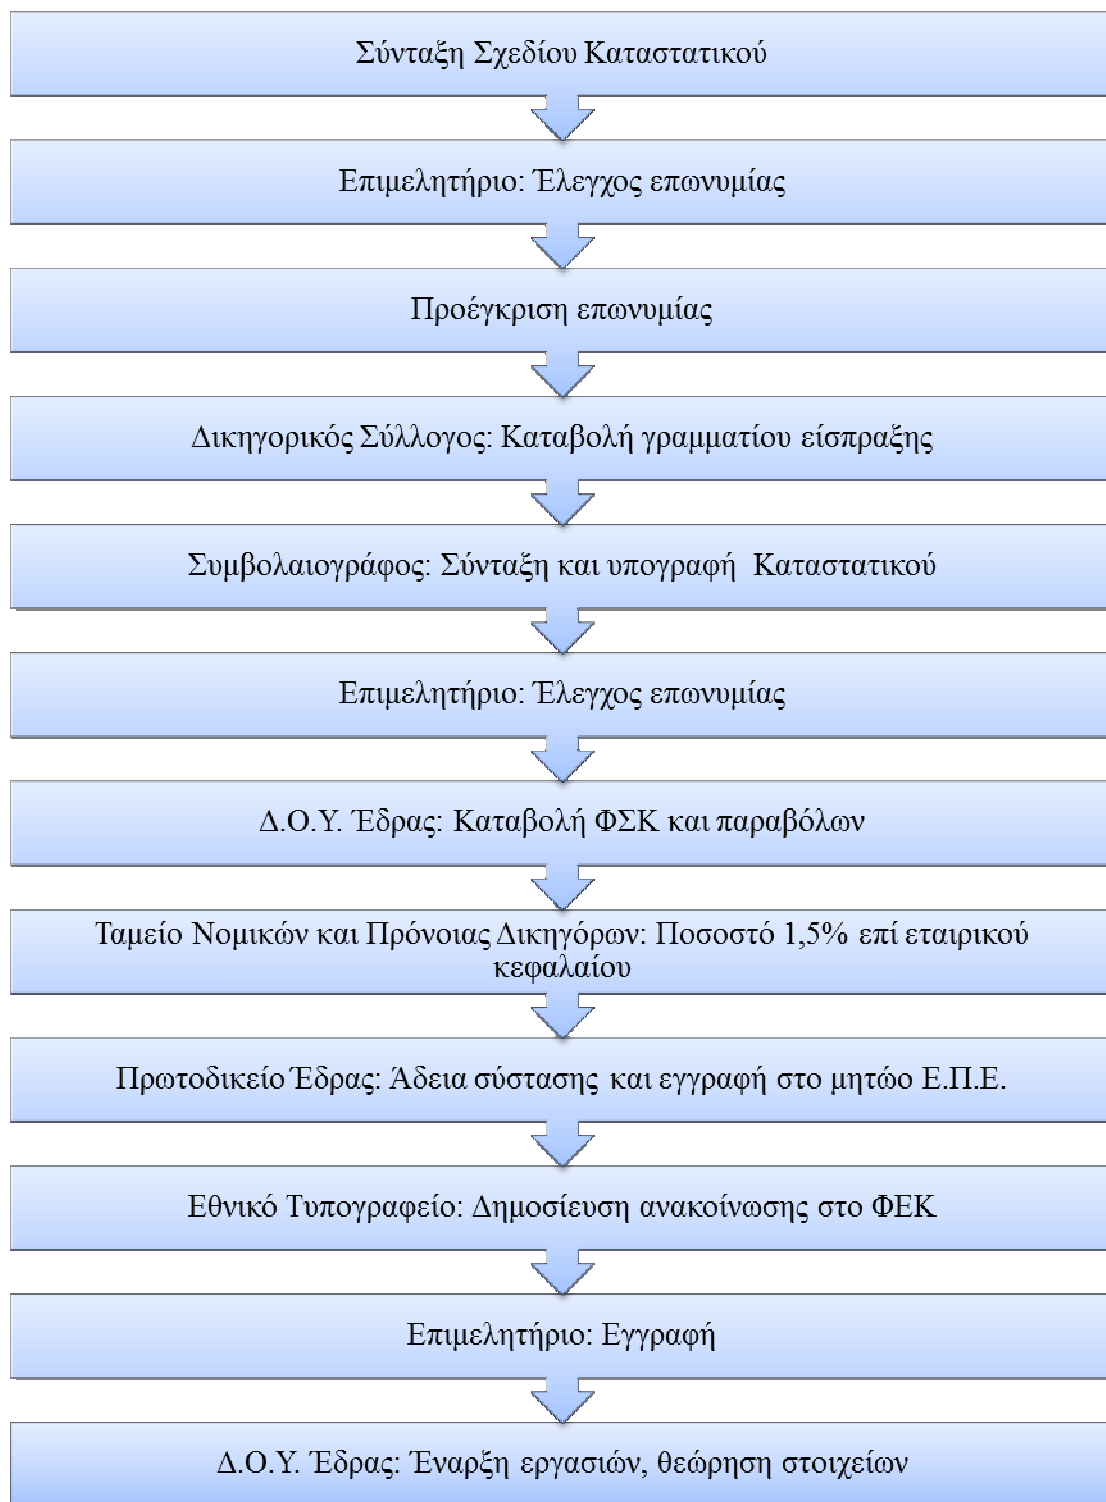 Σύνταξη Σχεδίου Καταστατικού
Επιμελητήριο: Έλεγχος επωνυμίας
Προέγκριση επωνυμίας
Δικηγορικός Σύλλογος: Καταβολή γραμματίου είσπραξης
Συμβολαιογράφος: Σύνταξη και υπογραφή Καταστατικού
Επιμελητήριο: Έλεγχος επωνυμίας
Δ.Ο.Υ. Έδρας: Καταβολή ΦΣΚ και παραβόλων
Ταμείο Νομικών και Πρόνοιας Δικηγόρων: Ποσοστό 1,5% επί εταιρικού
κεφαλαίου
Πρωτοδικείο Έδρας: Άδεια σύστασης και εγγραφή στο μητώο Ε.Π.Ε.
Εθνικό Τυπογραφείο: Δημοσίευση ανακοίνωσης στο ΦΕΚ
Επιμελητήριο: Εγγραφή
Δ.Ο.Υ. Έδρας: Έναρξη εργασιών, θεώρηση στοιχείων